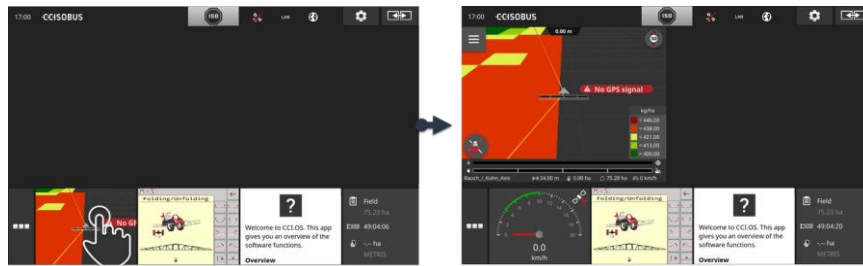 17:00 CCISOBUS
ISB
LAN
No GP
Folding/Unfolding
?
Welcome to CCI.OS. This app
gives you an overview of the
software functions.
Overview
Field
75.23 ha
49:04:06
-.-- ha
METRIS
17:00 CCISOBUS
ISB
LAN
0.00 m
No GPS signal
kg/ha
< 446.00
< 438.00
< 421.00
< 413.00
< 400.00
Rauch_/_Kuhn_Axis 24.00 m 0.00 ha 75.20 ha 0 km/h
0.0
km/h
Folding/Unfolding
?
Welcome to CCI.OS. This app
gives you an overview of the
software functions.
Overview
Field
75.23 ha
49:04:20
-.-- ha
METRIS